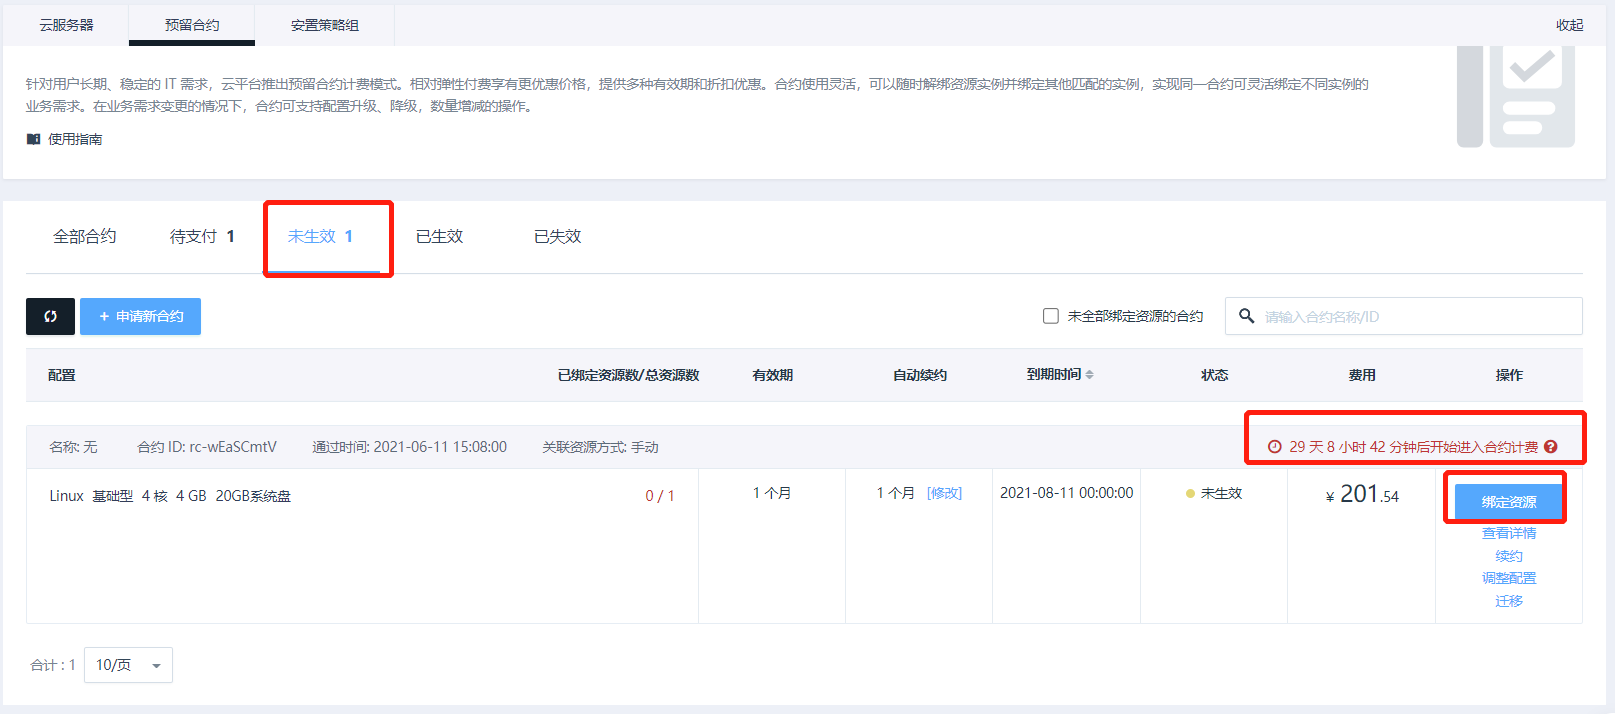 云服务器 预留合约 安置策略组 收起
针对用户长期、稳定的 IT 需求，云平台推出预留合约计费模式。相对弹性付费享有更优惠价格，提供多种有效期和折扣优惠。合约使用灵活，可以随时解绑资源实例并绑定其他匹配的实例，实现同一合约可灵活绑定不同实例的
业务需求。在业务需求变更的情况下，合约可支持配置升级、降级，数量增减的操作。
使用指南
全部合约 待支付 1 未生效 1 已生效 已失效
+ 申请新合约 未全部绑定资源的合约 请输入合约名称/ID
配置 已绑定资源数/总资源数 有效期 自动续约 到期时间 状态 费用 操作
名称: 无 合约 ID: rc-wEaSCmtV 通过时间: 2021-06-11 15:08:00 关联资源方式: 手动 29 天 8 小时 42 分钟后开始进入合约计费
Linux 基础型 4 核 4 GB 20GB系统盘 0 / 1 1 个月 1 个月 [修改] 2021-08-11 00:00:00 未生效 ¥ 201.54 绑定资源
查看详情
续约
调整配置
迁移
合计 : 1 10/页